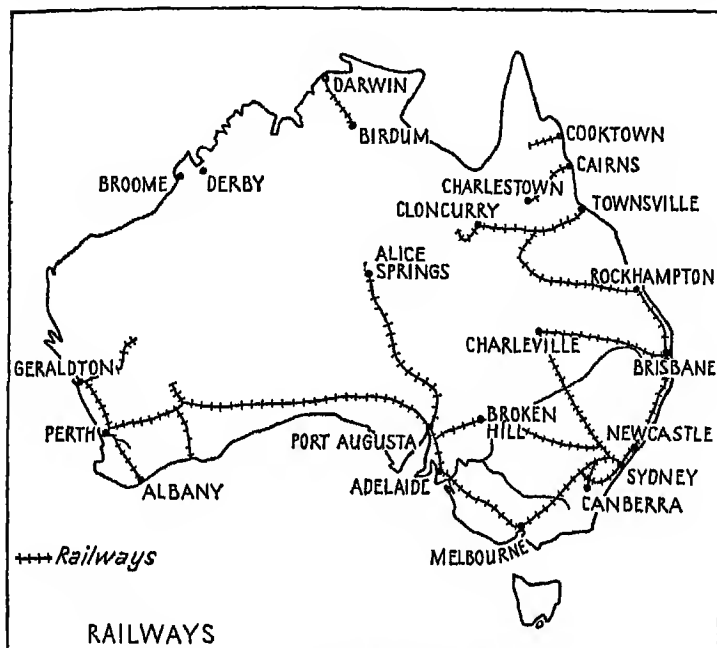 DARWIN
BIRDUM
COOKTOWN
CAIRNS
BROOME
DERBY
CHARLESTOWN
TOWNSVILLE
CLONCURRY
ALICE
SPRINGS
ROCKHAMPTON
CHARLEVILLE
BRISBANE
GERALDTON
PERTH
PORT AUGUSTA
BROKEN
HILL
NEWCASTLE
ADELAIDE
SYDNEY
CANBERRA
ALBANY
MELBOURNE
Railways
RAILWAYS